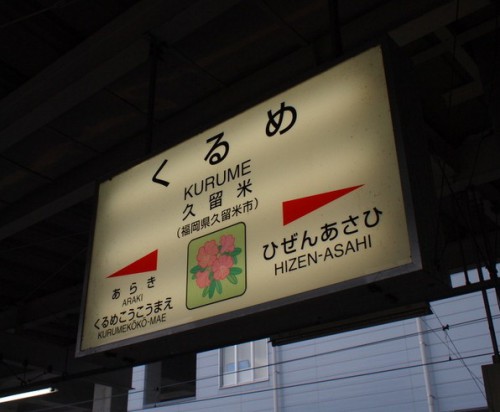 くるめ
KURUME
久留米
(福岡県久留米市)
あらき
ARAKI
くるめこうこうまえ
KURUMEKŌKŌ-MAE
ひぜんあさひ
HIZEN-ASAHI